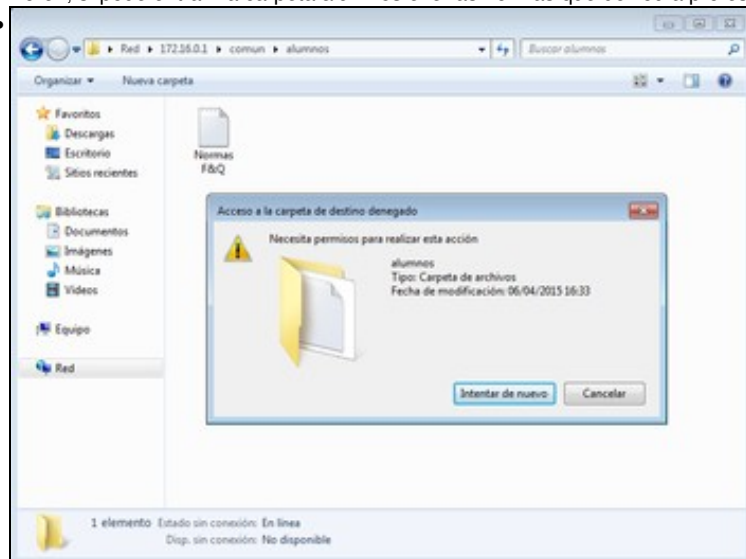 Red ▸ 172.16.0.1 ▸ comun ▸ alumnos
Buscar alumnos
Organizar
Nueva carpeta
Favoritos
Descargas
Escritorio
Sitios recientes
Bibliotecas
Documentos
Imágenes
Música
Vídeos
Equipo
Red
Normas
F&Q
Acceso a la carpeta de destino denegado
Necesita permisos para realizar esta acción
alumnos
Tipo: Carpeta de archivos
Fecha de modificación: 06/04/2015 16:33
Intentar de nuevo
Cancelar
1 elemento Estado sin conexión: En línea
Disp. sin conexión: No disponible